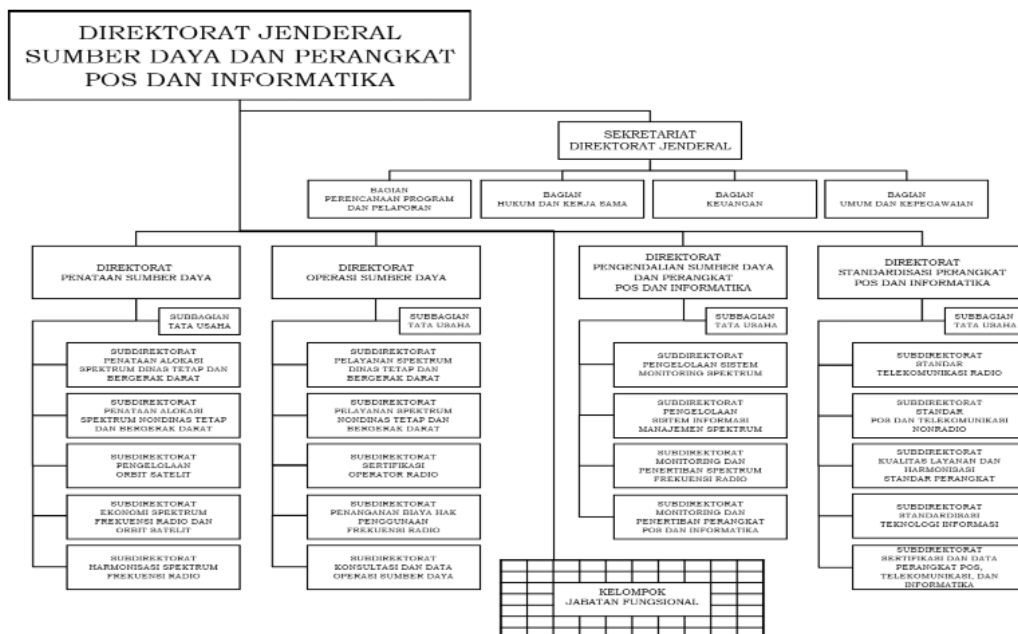 DIREKTORAT JENDERAL
SUMBER DAYA DAN PERANGKAT
POS DAN INFORMATIKA
SEKRETARIAT
DIREKTORAT JENDERAL
BAGIAN
PERENCANAAN PROGRAM
DAN PELAPORAN
BAGIAN
HUKUM DAN KERJA SAMA
BAGIAN
KEUANGAN
BAGIAN
UMUM DAN KEPEGAWAIAN
DIREKTORAT
PENATAAN SUMBER DAYA
SUBBAGIAN
TATA USAHA
SUBDIREKTORAT
PENATAAN ALOKASI
SPEKTRUM DINAS TETAP DAN
BERGERAK DARAT
SUBDIREKTORAT
PENATAAN ALOKASI
SPEKTRUM NONDINAS TETAP
DAN BERGERAK DARAT
SUBDIREKTORAT
PENGELOLAAN
ORBIT SATELIT
SUBDIREKTORAT
EKONOMI SPEKTRUM
FREKUENSI RADIO DAN
ORBIT SATELIT
SUBDIREKTORAT
HARMONISASI SPEKTRUM
FREKUENSI RADIO
DIREKTORAT
OPERASI SUMBER DAYA
SUBBAGIAN
TATA USAHA
SUBDIREKTORAT
PELAYANAN SPEKTRUM
DINAS TETAP DAN
BERGERAK DARAT
SUBDIREKTORAT
PELAYANAN SPEKTRUM
NONDINAS TETAP DAN
BERGERAK DARAT
SUBDIREKTORAT
SERTIFIKASI
OPERATOR RADIO
SUBDIREKTORAT
PENANGANAN BIAYA HAK
PENGGUNAAN
FREKUENSI RADIO
SUBDIREKTORAT
KONSULTASI DAN DATA
OPERASI SUMBER DAYA
DIREKTORAT
PENGENDALIAN SUMBER DAYA
DAN PERANGKAT
POS DAN INFORMATIKA
SUBBAGIAN
TATA USAHA
SUBDIREKTORAT
PENGELOLAAN SISTEM
MONITORING SPEKTRUM
SUBDIREKTORAT
PENGELOLAAN
SISTEM INFORMASI
MANAJEMEN SPEKTRUM
SUBDIREKTORAT
MONITORING DAN
PENERTIBAN SPEKTRUM
FREKUENSI RADIO
SUBDIREKTORAT
MONITORING DAN
PENERTIBAN PERANGKAT
POS DAN INFORMATIKA
DIREKTORAT
STANDARDISASI PERANGKAT
POS DAN INFORMATIKA
SUBBAGIAN
TATA USAHA
SUBDIREKTORAT
STANDAR
TELEKOMUNIKASI RADIO
SUBDIREKTORAT
STANDAR
POS DAN TELEKOMUNIKASI
NONRADIO
SUBDIREKTORAT
KUALITAS LAYANAN DAN
HARMONISASI
STANDAR PERANGKAT
SUBDIREKTORAT
STANDARDISASI
TEKNOLOGI INFORMASI
SUBDIREKTORAT
SERTIFIKASI DAN DATA
PERANGKAT POS,
TELEKOMUNIKASI, DAN
INFORMATIKA
KELOMPOK
JABATAN FUNGSIONAL